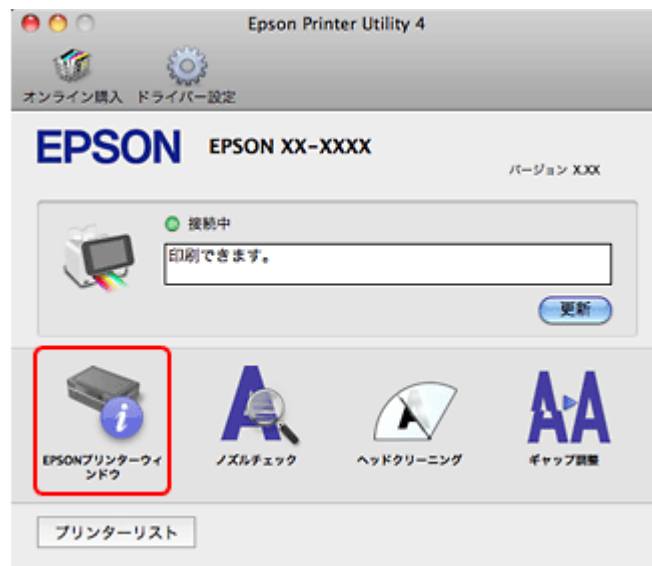 Epson Printer Utility 4
オンライン購入 ドライバー設定
EPSON EPSON XX-XXXX
バージョン X.XX
接続中
印刷できます。
更新
EPSONプリンターウィ
ンドウ
ノズルチェック
ヘッドクリーニング
ギャップ調整
プリンターリスト